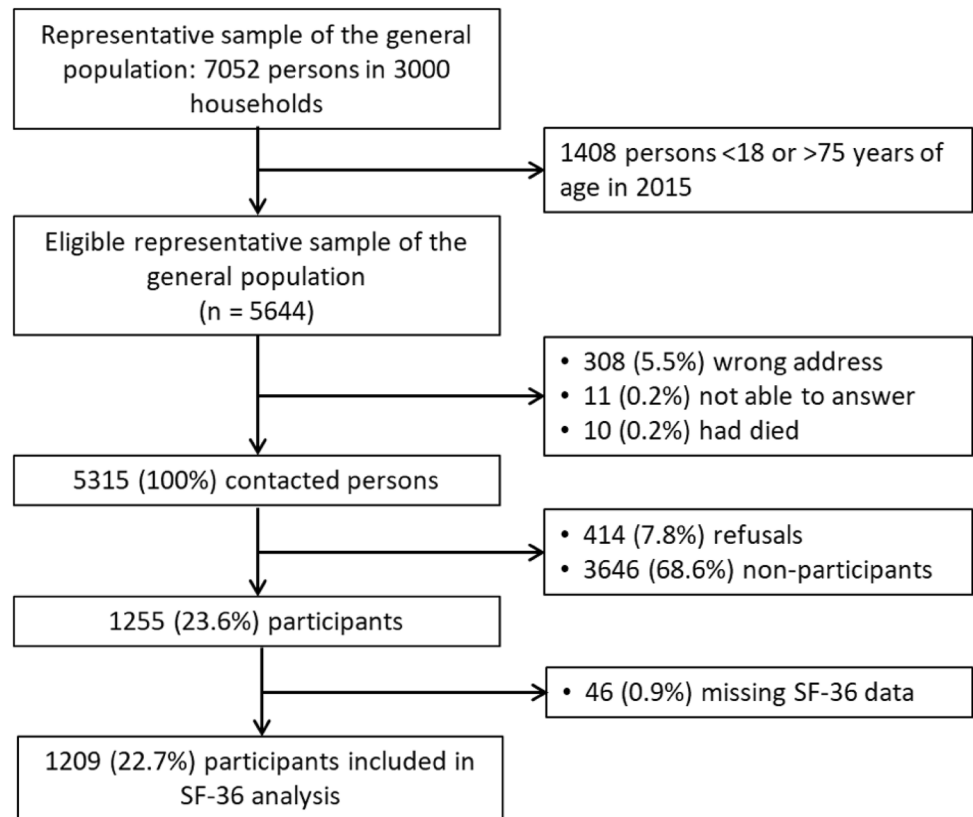 Representative sample of the general
population: 7052 persons in 3000
households
1408 persons <18 or >75 years of
age in 2015
Eligible representative sample of the
general population
(n = 5644)
• 308 (5.5%) wrong address
• 11 (0.2%) not able to answer
• 10 (0.2%) had died
5315 (100%) contacted persons
• 414 (7.8%) refusals
• 3646 (68.6%) non-participants
1255 (23.6%) participants
• 46 (0.9%) missing SF-36 data
1209 (22.7%) participants included in
SF-36 analysis